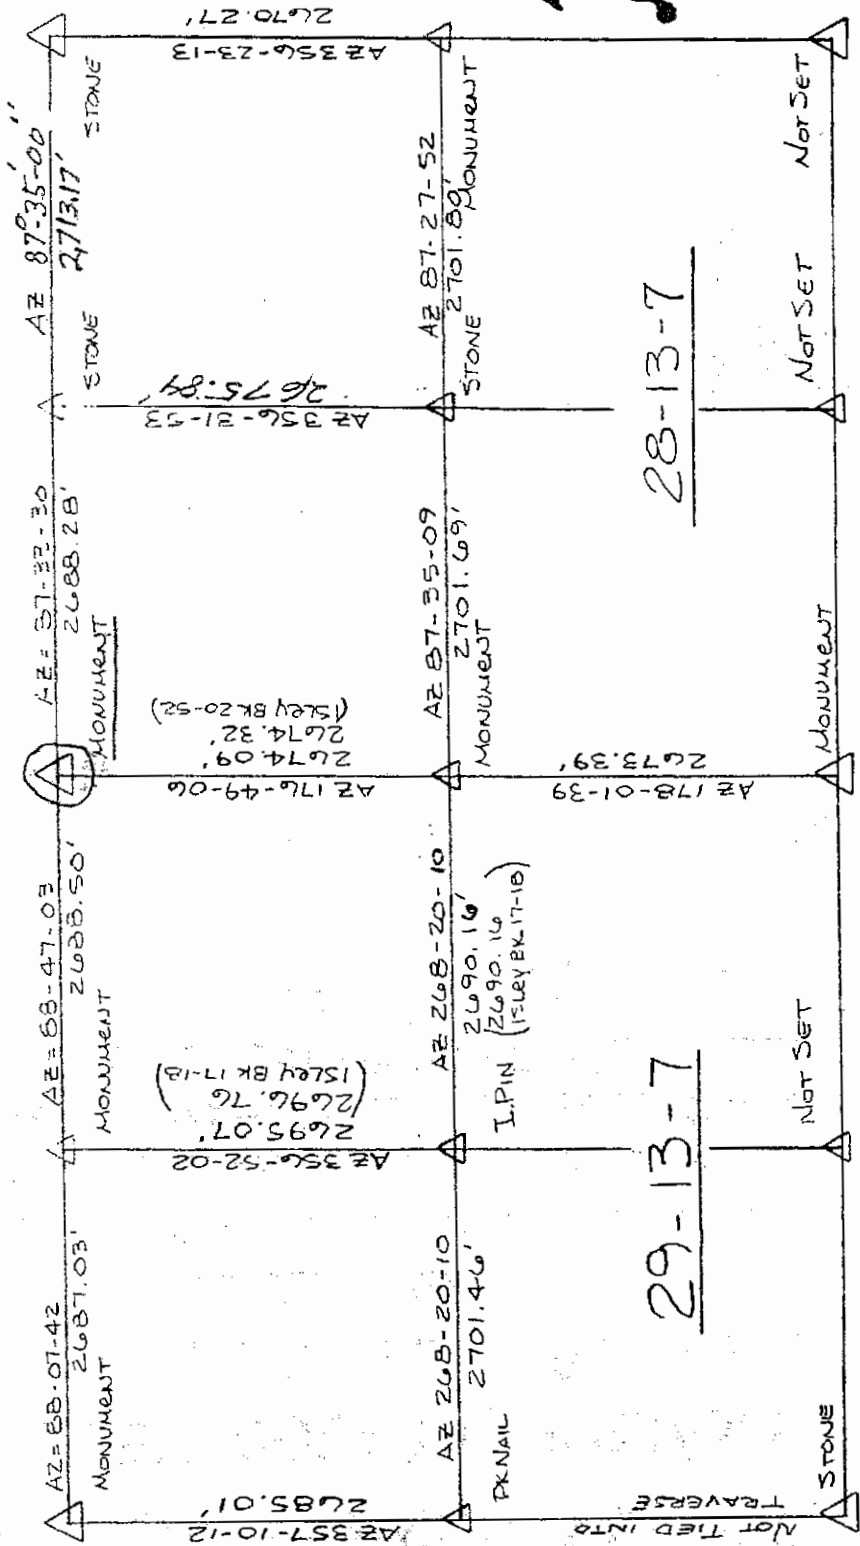 AZ=88-07-42
2687.03'
MONUMENT
AZ=88-47-03
2638.50'
MONUMENT
AZ=
2688.28'
MONUMENT
AZ 87°-35'-00"
2,713.17'
STONE
STONE
AZ 357-10-12
2685.01'
AZ 356-52-02
2695.07'
(2696.76
ISLEY BK 17-18)
AZ 176-49-06
2674.09'
2674.32'
(ISLEY BK 20-52)
AZ 356-31-53
2675.84'
AZ 356-23-13
2670.27'
AZ 268-20-10
2701.46'
PK NAIL
AZ 268-20-10
2690.16'
(2690.16
ISLEY BK 17-18)
I.PIN
AZ 87-35-09
2701.69'
MONUMENT
AZ 87-27-52
2701.89'
STONE
MONUMENT
NOT TIED INTO
TRAVERSE
29-13-7
AZ 178-01-39
2673.39'
28-13-7
STONE
NOT SET
MONUMENT
NOT SET
NOT SET